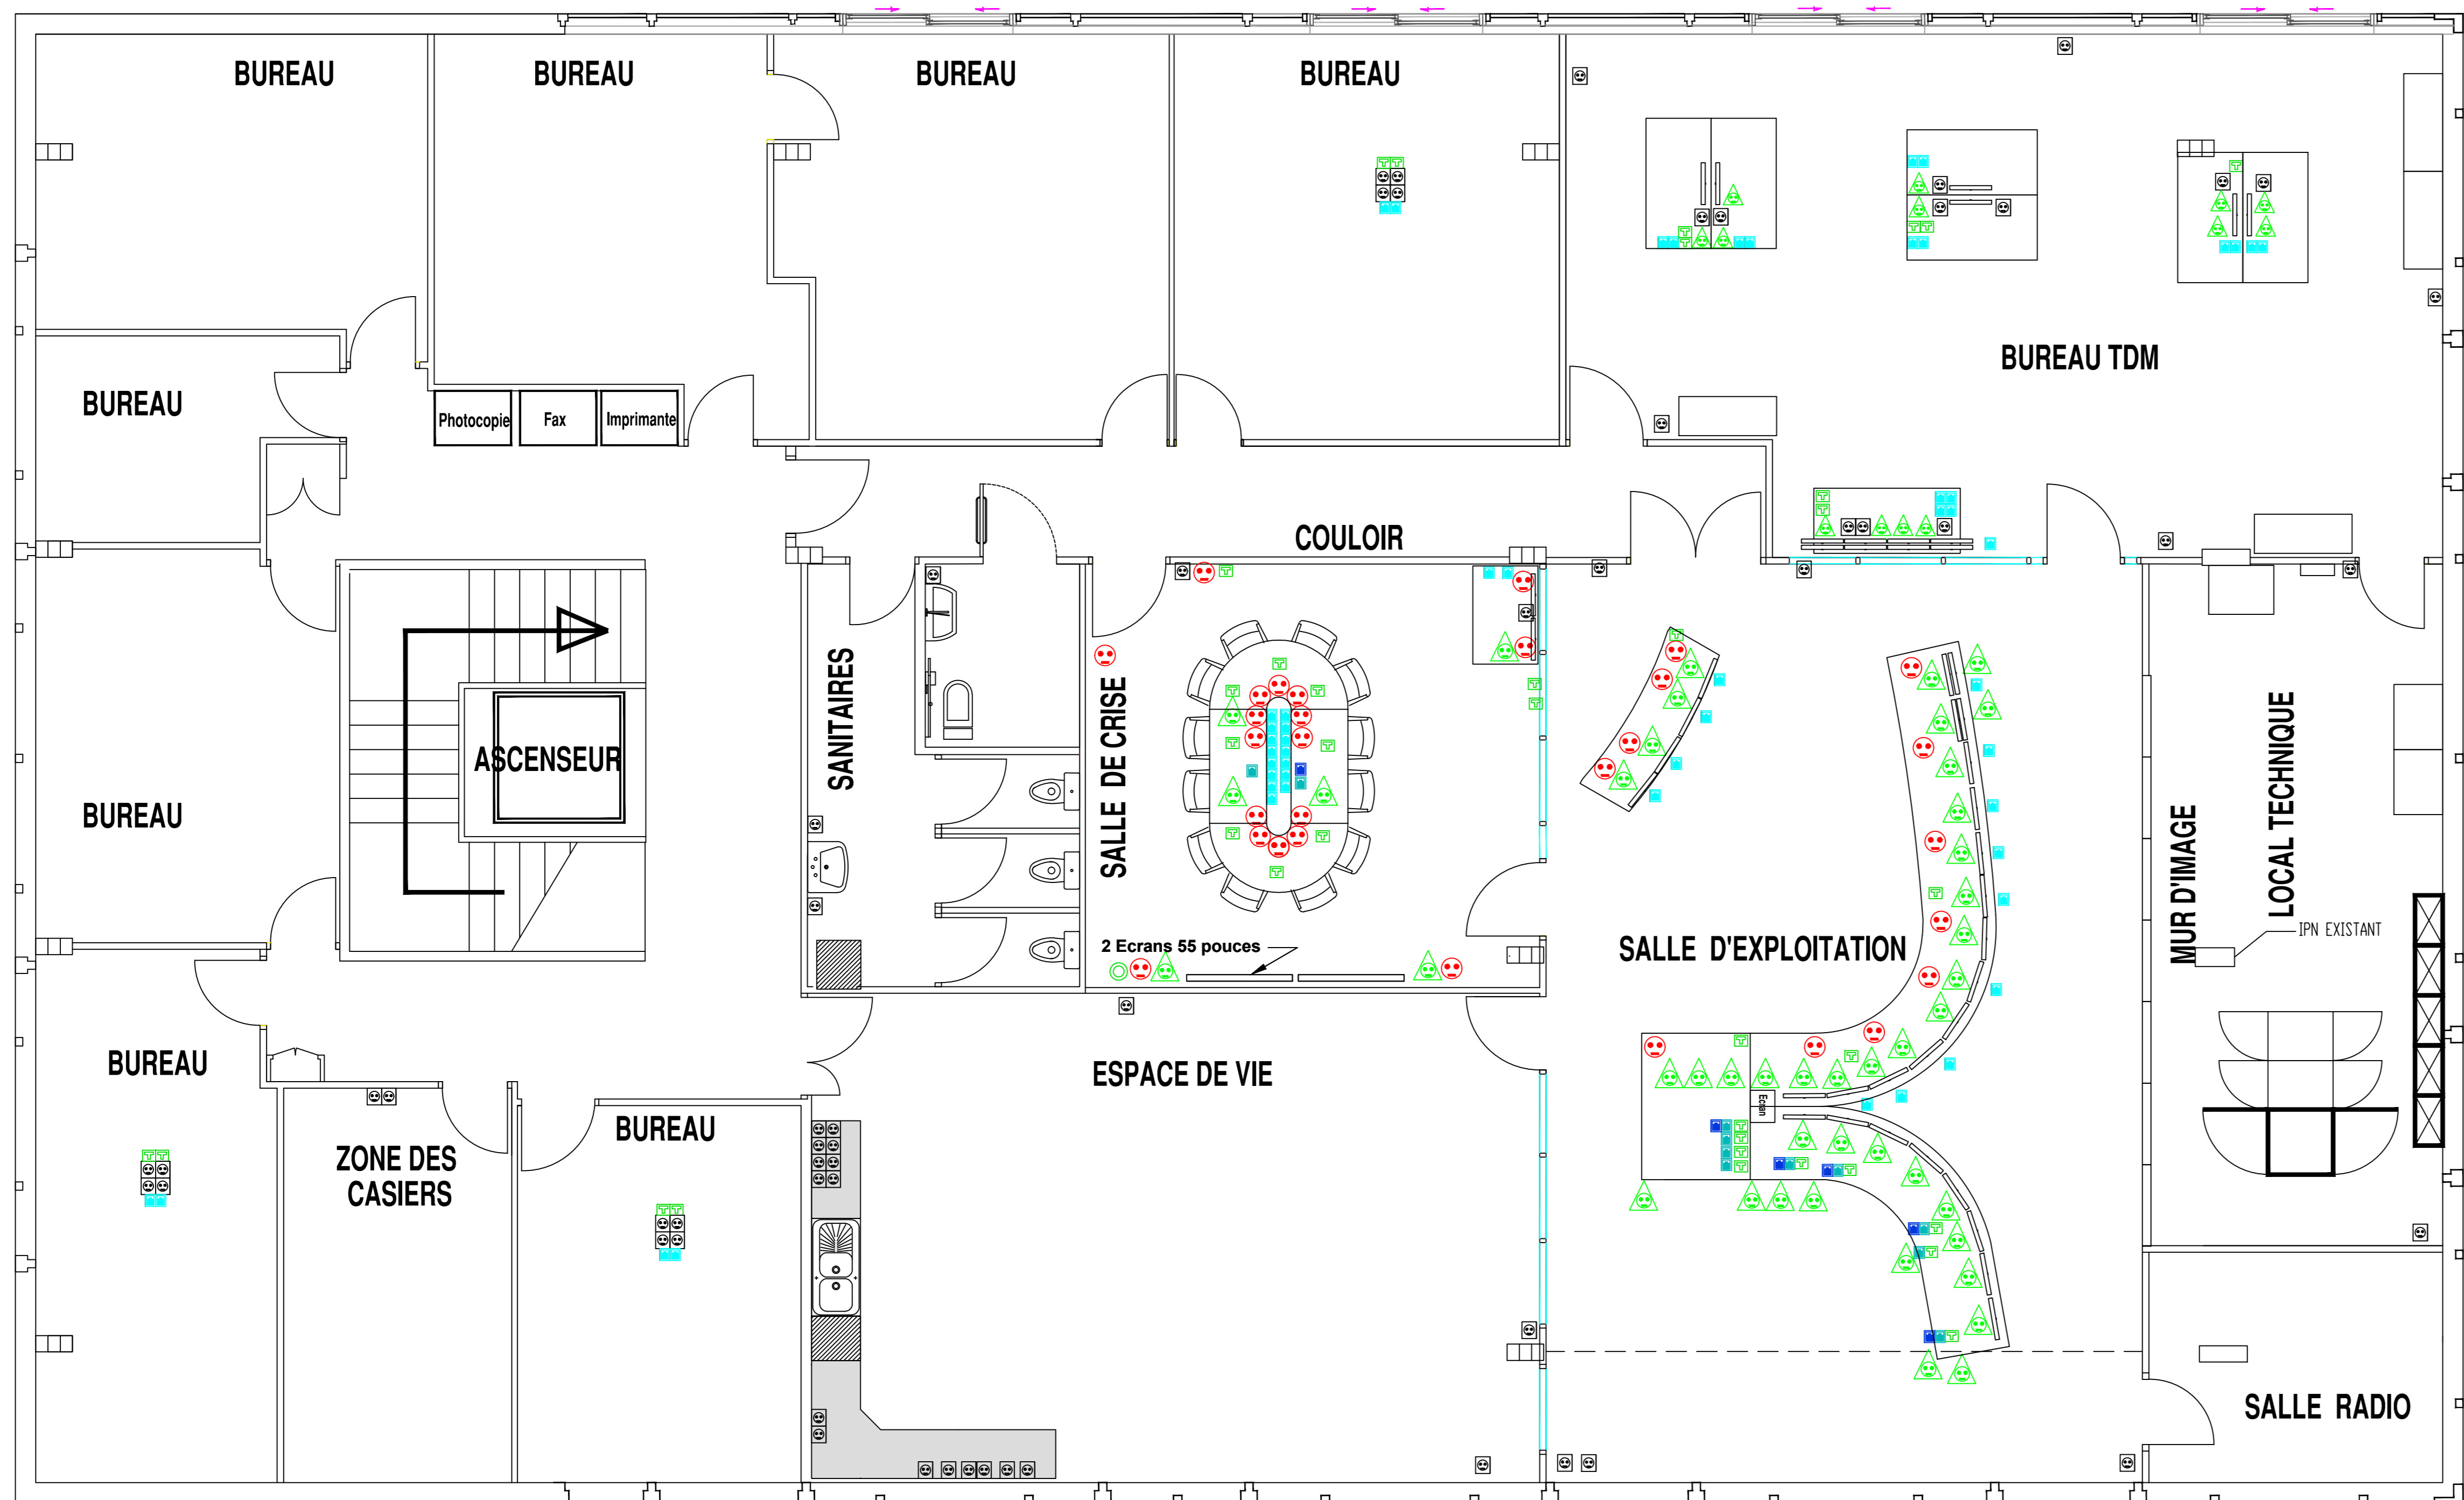 BUREAU
BUREAU
BUREAU
BUREAU
BUREAU TDM
BUREAU
Photocopie
Fax
Imprimante
COULOIR
SANITAIRES
SALLE DE CRISE
ASCENSEUR
BUREAU
MUR D'IMAGE
LOCAL TECHNIQUE
IPN EXISTANT
2 Ecrans 55 pouces
SALLE D'EXPLOITATION
BUREAU
ESPACE DE VIE
Ecran
BUREAU
ZONE DES
CASIERS
SALLE RADIO